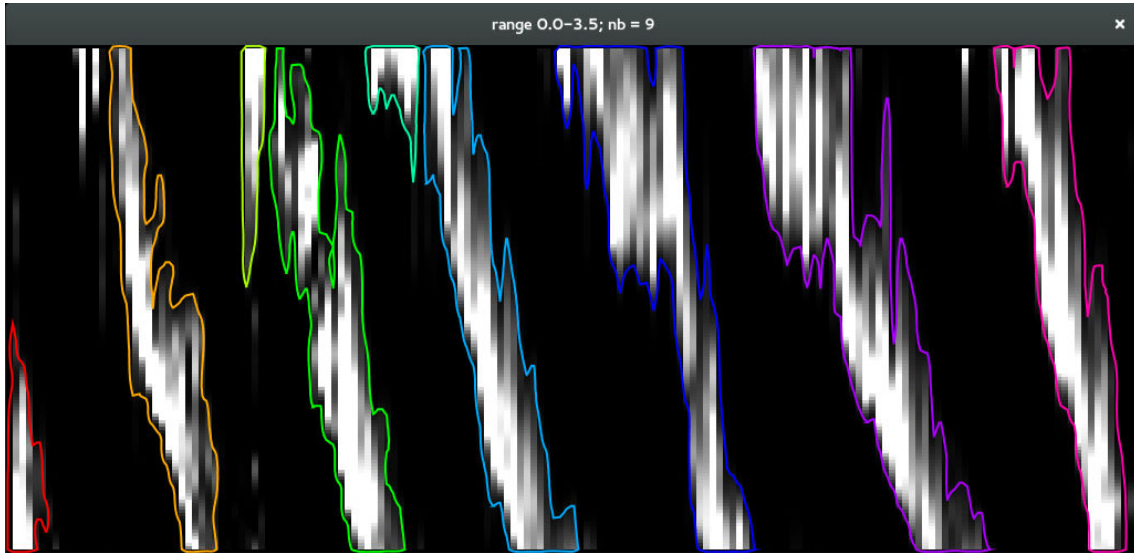 range 0.0–3.5; nb = 9